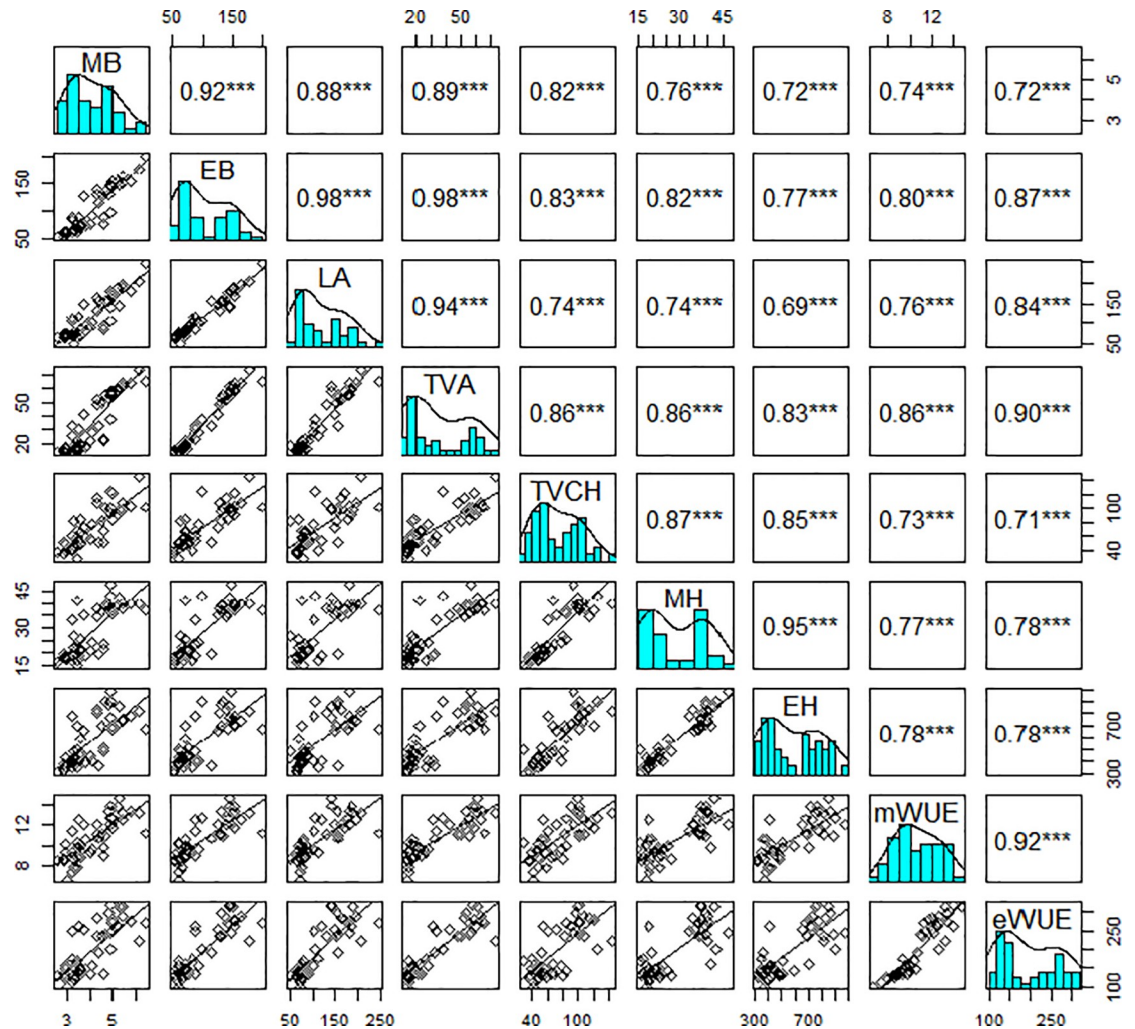 50 150 20 50 15 30 45 8 12
MB 0.92*** 0.88*** 0.89*** 0.82*** 0.76*** 0.72*** 0.74*** 0.72*** 5 3
150 50 EB 0.98*** 0.98*** 0.83*** 0.82*** 0.77*** 0.80*** 0.87***
LA 0.94*** 0.74*** 0.74*** 0.69*** 0.76*** 0.84*** 150 50
50 20 TVA 0.86*** 0.86*** 0.83*** 0.86*** 0.90***
TVCH 0.87*** 0.85*** 0.73*** 0.71*** 100 40
45 30 15 MH 0.95*** 0.77*** 0.78***
EH 0.78*** 0.78*** 700 300
12 8 mWUE 0.92***
eWUE 250 100
3 5 50 150 250 40 100 300 700 100 250